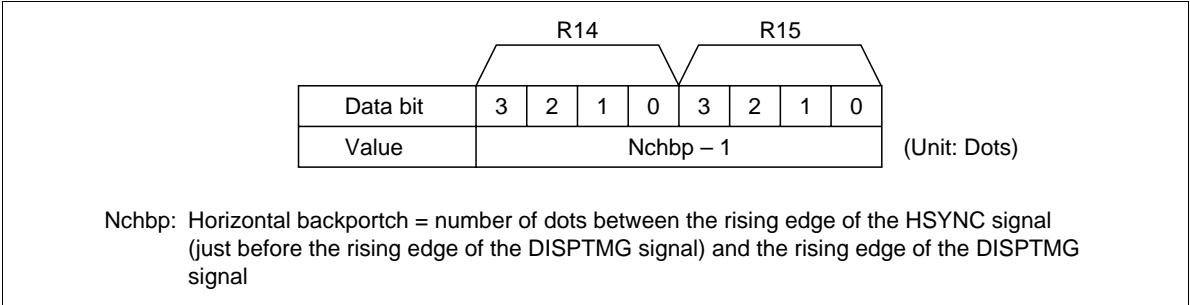 R14 R15
Data bit 3 2 1 0 3 2 1 0
Value Nchbp – 1 (Unit: Dots)
Nchbp: Horizontal backportch = number of dots between the rising edge of the HSYNC signal
(just before the rising edge of the DISPTMG signal) and the rising edge of the DISPTMG
signal